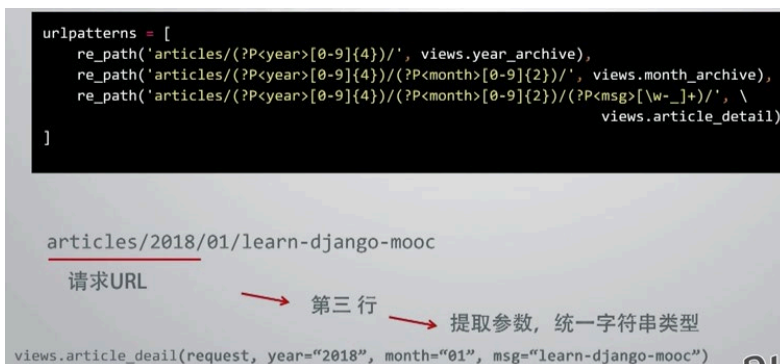 urlpatterns = [
re_path('articles/(?P<year>[0-9]{4})/', views.year_archive),
re_path('articles/(?P<year>[0-9]{4})/(?P<month>[0-9]{2})/', views.month_archive),
re_path('articles/(?P<year>[0-9]{4})/(?P<month>[0-9]{2})/(?P<msg>[\w-_]+)/', \
views.article_detail)
]
articles/2018/01/learn-django-mooc
请求URL
第三 行
提取参数，统一字符串类型
views.article_deail(request, year=“2018”, month=“01”, msg=“learn-django-mooc”)